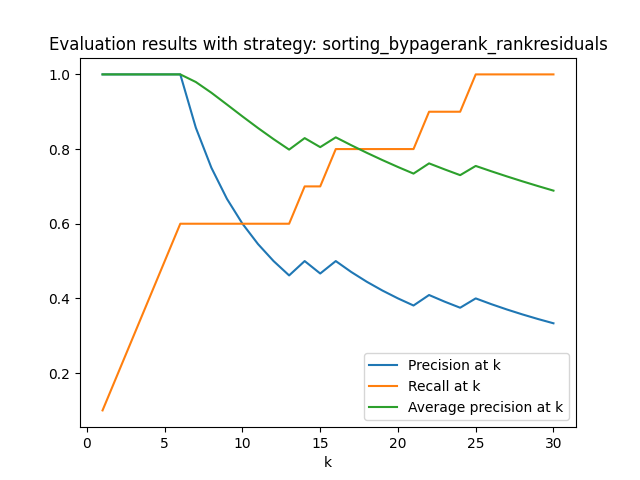 Evaluation results with strategy: sorting_bypagerank_rankresiduals
1.0
0.8
0.6
0.4
0.2
0 5 10 15 20 25 30
k
Precision at k
Recall at k
Average precision at k